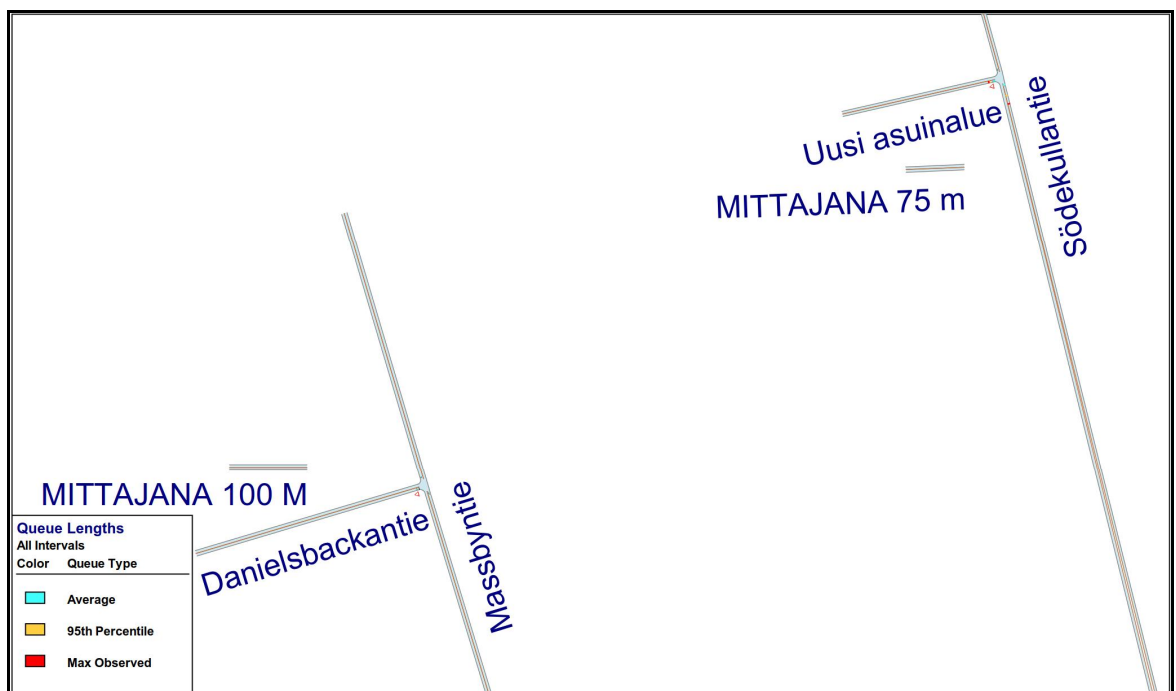 Uusi asuinalue
Södekullantie
MITTAJANA 75 m
MITTAJANA 100 M
Danielsbackantie
Massbyntie
Queue Lengths
All Intervals
Color Queue Type
Average
95th Percentile
Max Observed